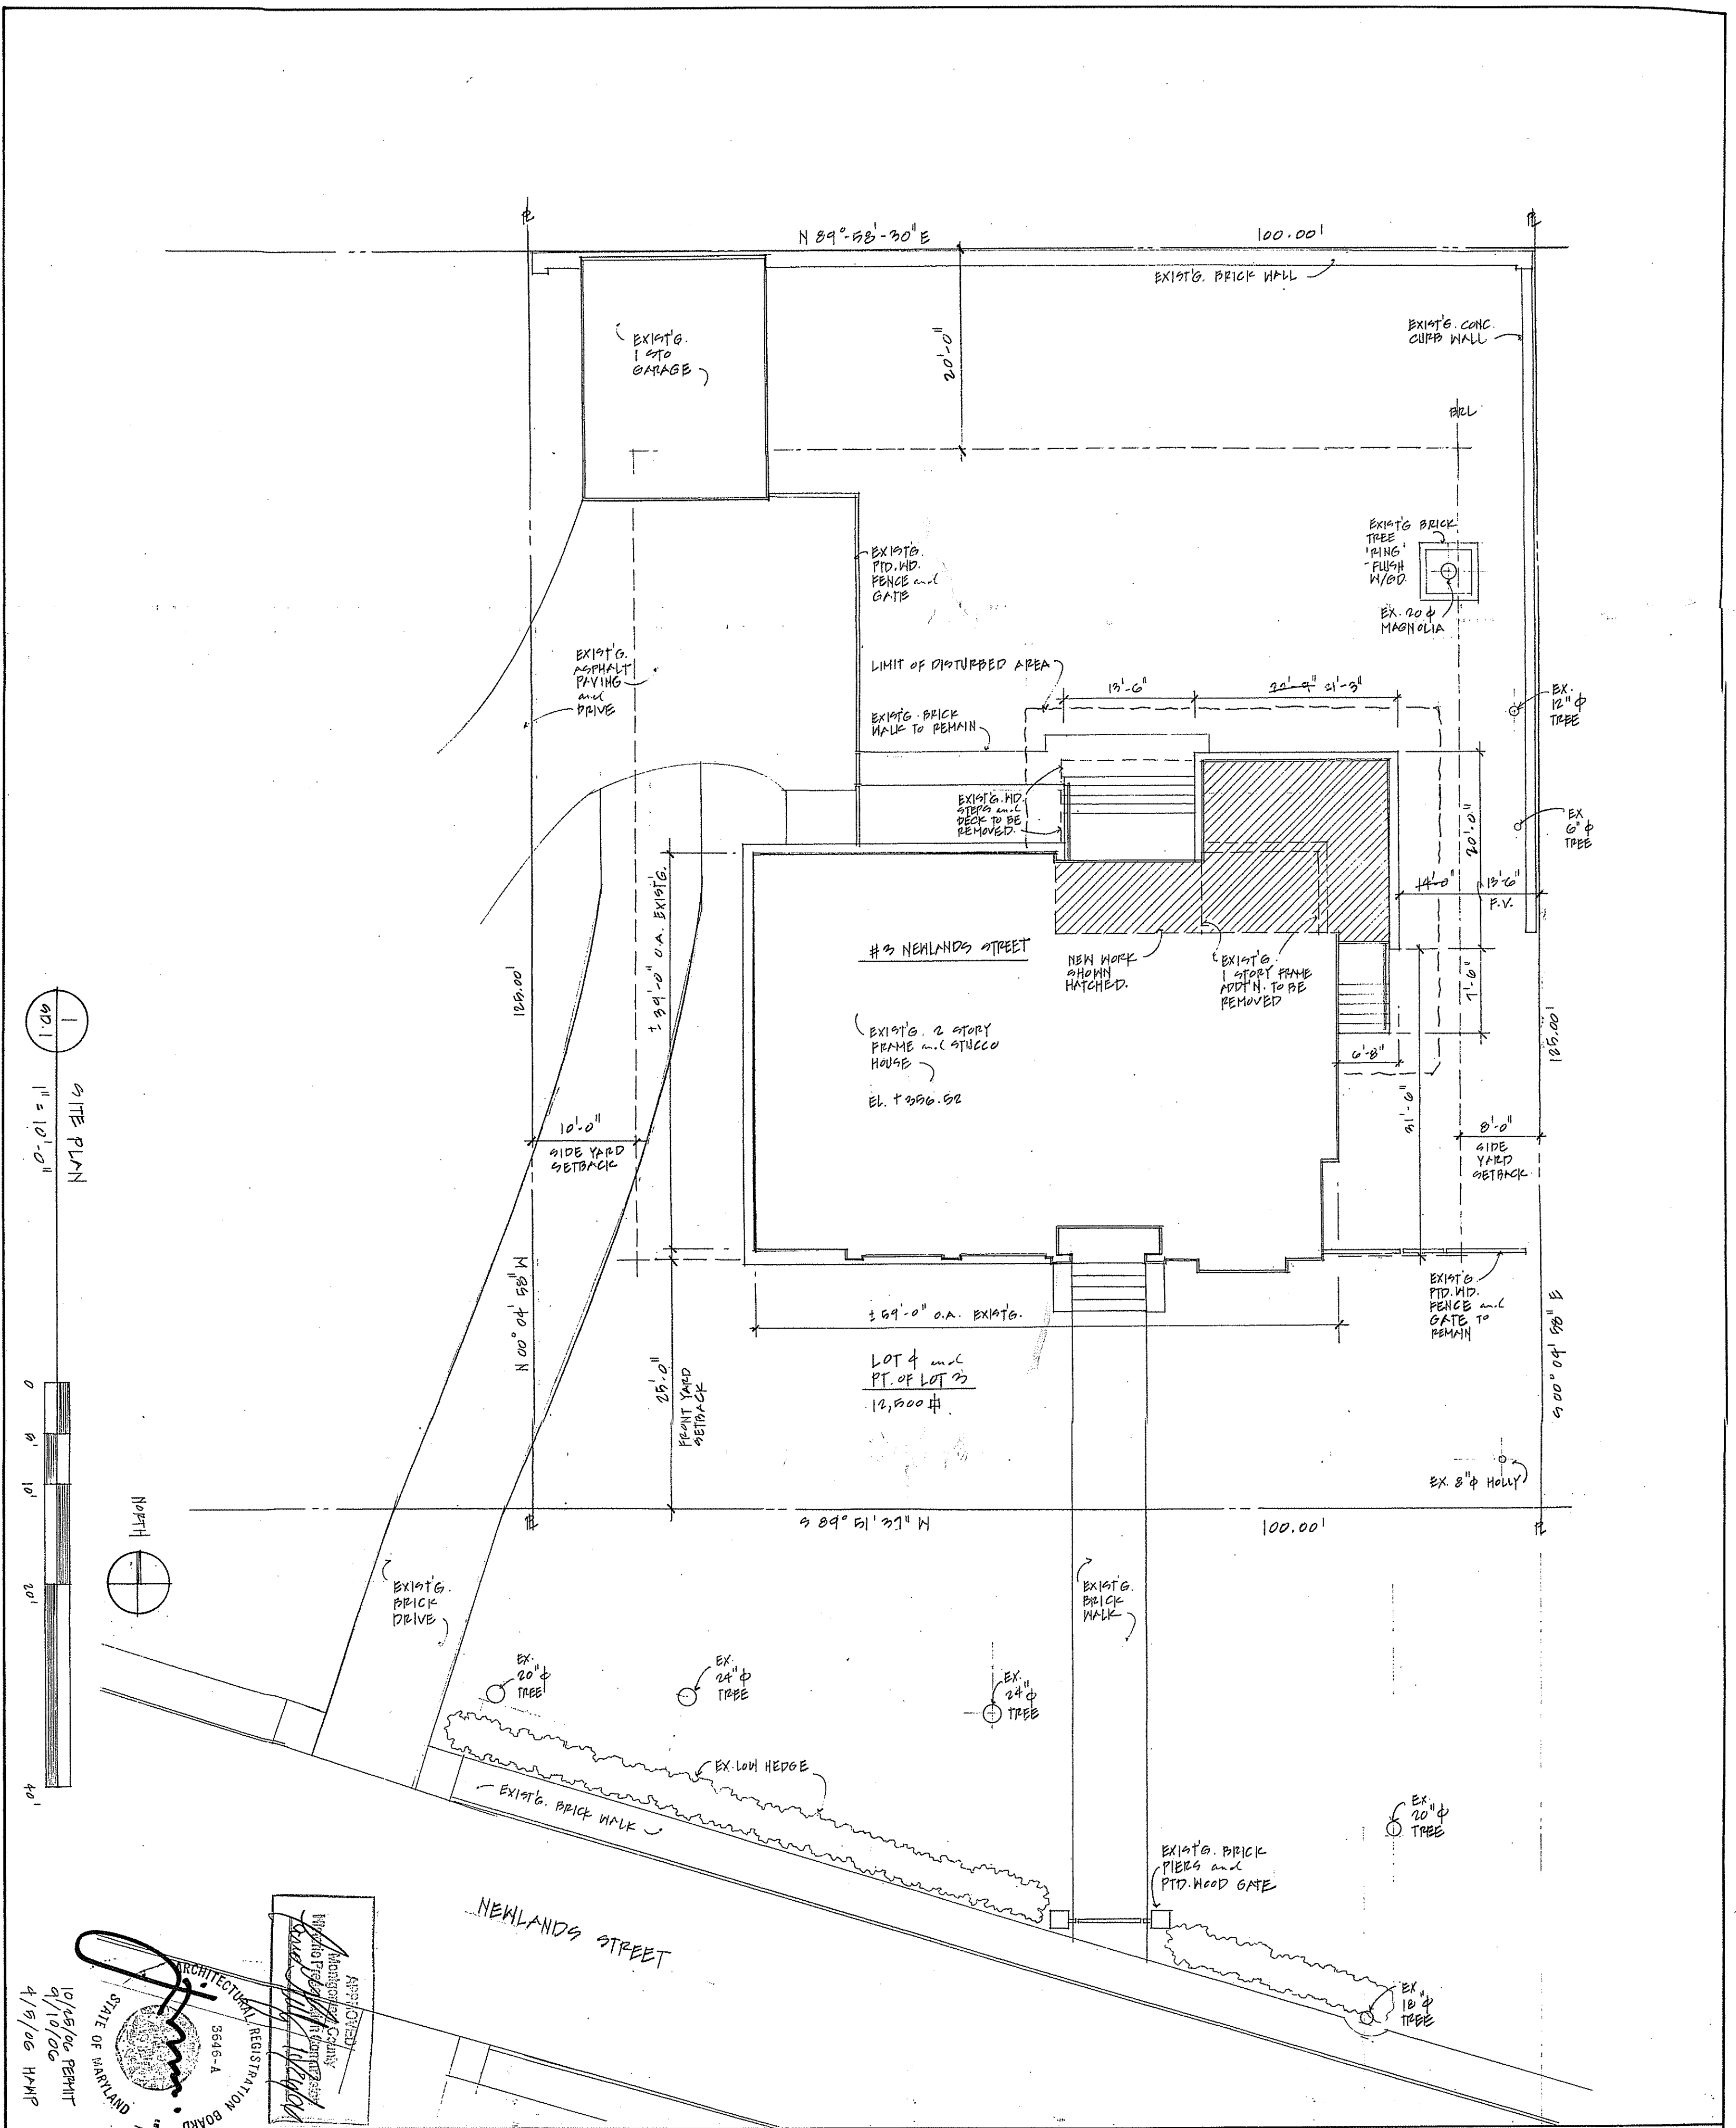 N 89°-58'-30" E
100.00'
EXIST'G. BRICK WALL
EXIST'G.
1 STO
GARAGE
20'-0"
EXIST'G. CONC.
CURB WALL
BRL
EXIST'G.
PTD. WD.
FENCE and
GATE
EXIST'G BRICK
TREE
'RING'
-FLUSH
W/GD.
EX. 20 ϕ
MAGNOLIA
EXIST'G.
ASPHALT
PAVING
and
DRIVE
LIMIT OF DISTURBED AREA
13'-6"
21'-3"
EXIST'G. BRICK
WALK TO REMAIN
EX.
12" ϕ
TREE
EXIST'G. WD.
STEPS and
DECK TO BE
REMOVED.
EX
6" ϕ
TREE
20'-0"
14'-0"
13'-6"
F.V.
± 39'-0" O.A. EXIST'G.
#3 NEWLANDS STREET
NEW WORK
SHOWN
HATCHED.
EXIST'G.
1 STORY FRAME
ADDT'N. TO BE
REMOVED
7'-6"
125.00'
125.00'
EXIST'G. 2 STORY
FRAME and STUCCO
HOUSE
EL. +356.52
6'-8"
31'-6"
10'-0"
SIDE YARD
SETBACK
8'-0"
SIDE
YARD
SETBACK.
1
SD.1
SITE PLAN
1" = 10'-0"
N 00° 04' 58" W
EXIST'G.
PTD. WD.
FENCE and
GATE TO
REMAIN
S 00° 04' 58" E
± 59'-0" O.A. EXIST'G.
25'-0"
FRONT YARD
SETBACK
LOT 4 and
PT. OF LOT 3
12,500 ⌗
EX. 8" ϕ HOLLY
S 89° 51' 37" W
100.00'
0 5' 10' 20' 40'
NORTH
EXIST'G.
BRICK
DRIVE
EXIST'G.
BRICK
WALK
EX.
20" ϕ
TREE
EX.
24" ϕ
TREE
EX.
24" ϕ
TREE
EX. LOW HEDGE
EXIST'G. BRICK WALK
EX.
20" ϕ
TREE
EXIST'G. BRICK
PIERS and
PTD. WOOD GATE
NEWLANDS STREET
EX
18" ϕ
TREE
APPROVED
Montgomery County
Historic Preservation Commission
ARCHITECTURAL REGISTRATION BOARD
3646-A
STATE OF MARYLAND
10/25/06 PERMIT
9/10/06
4/5/06 HAWP